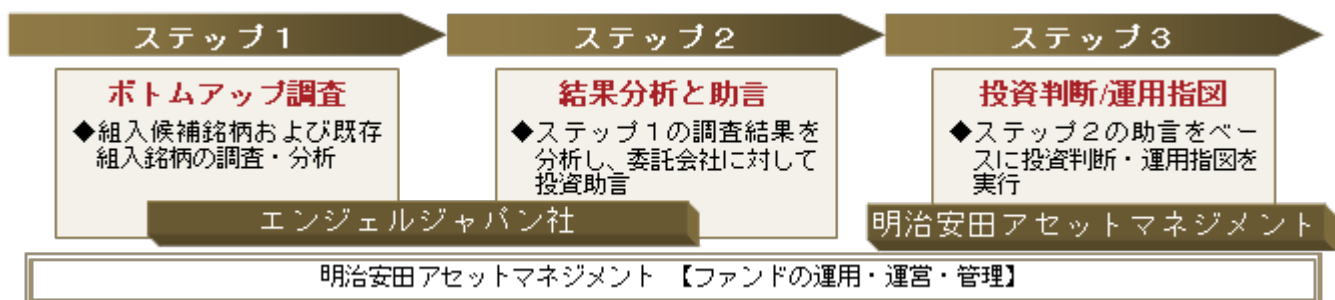 ステップ１
ステップ２
ステップ３
ボトムアップ調査
◆組入候補銘柄および既存
組入銘柄の調査・分析
結果分析と助言
◆ステップ１の調査結果を
分析し、委託会社に対して
投資助言
投資判断/運用指図
◆ステップ２の助言をベー
スに投資判断・運用指図を
実行
エンジェルジャパン社
明治安田アセットマネジメント
明治安田アセットマネジメント 【ファンドの運用・運営・管理】